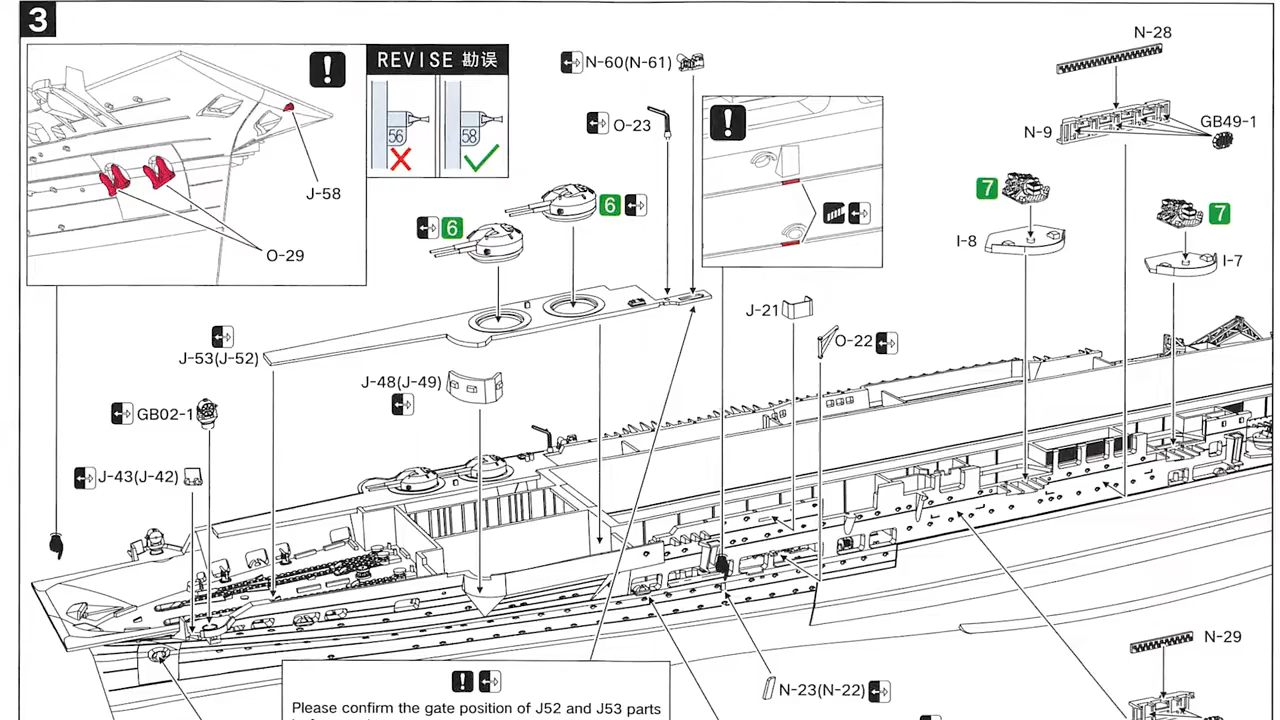 3
!
REVISE 勘误
56
58
J-58
O-29
N-60(N-61)
O-23
6
6
!
N-28
N-9
GB49-1
7
7
I-8
I-7
J-21
O-22
J-53(J-52)
J-48(J-49)
GB02-1
J-43(J-42)
N-29
N-23(N-22)
!
Please confirm the gate position of J52 and J53 parts